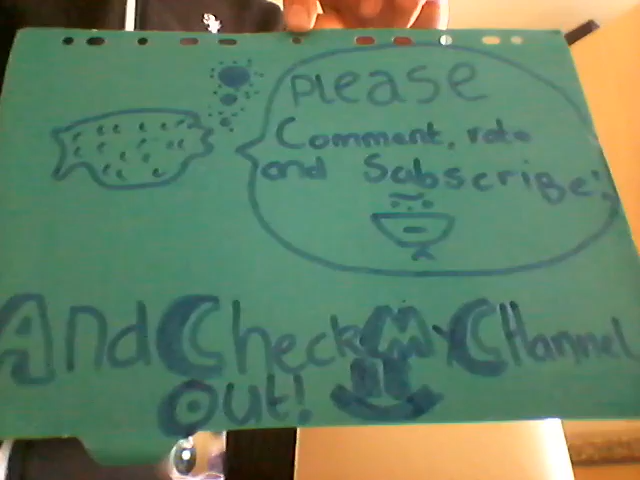 Please
Comment, rate
and Subscribe!
And Check My CHannel
Out!